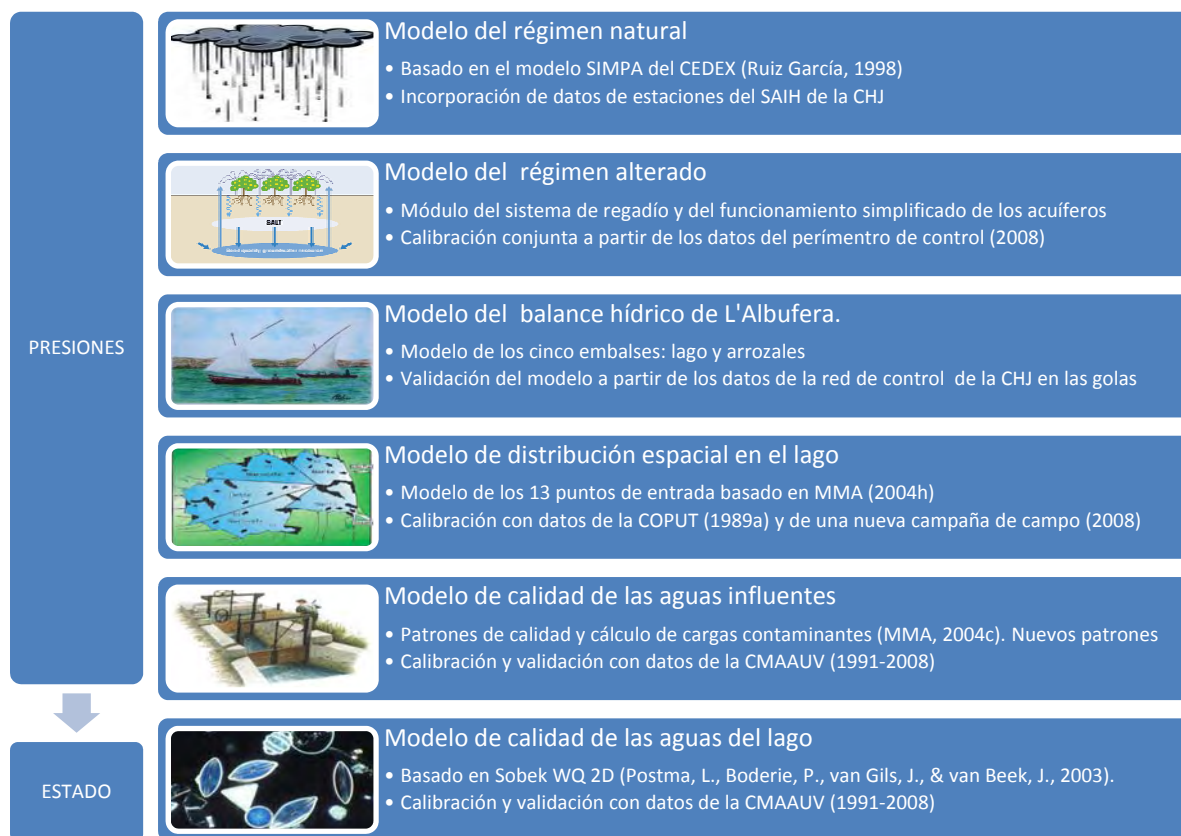 PRESIONES
Modelo del régimen natural
• Basado en el modelo SIMPA del CEDEX (Ruiz García, 1998)
• Incorporación de datos de estaciones del SAIH de la CHJ
Modelo del  régimen alterado
• Módulo del sistema de regadío y del funcionamiento simplificado de los acuíferos
• Calibración conjunta a partir de los datos del perímentro de control (2008)
SALT
Modelo del  balance hídrico de L'Albufera.
• Modelo de los cinco embalses: lago y arrozales
• Validación del modelo a partir de los datos de la red de control  de la CHJ en las golas
Modelo de distribución espacial en el lago
• Modelo de los 13 puntos de entrada basado en MMA (2004h)
• Calibración con datos de la COPUT (1989a) y de una nueva campaña de campo (2008)
Modelo de calidad de las aguas influentes
• Patrones de calidad y cálculo de cargas contaminantes (MMA, 2004c). Nuevos patrones
• Calibración y validación con datos de la CMAAUV (1991-2008)
ESTADO
Modelo de calidad de las aguas del lago
• Basado en Sobek WQ 2D (Postma, L., Boderie, P., van Gils, J., & van Beek, J., 2003).
• Calibración y validación con datos de la CMAAUV (1991-2008)